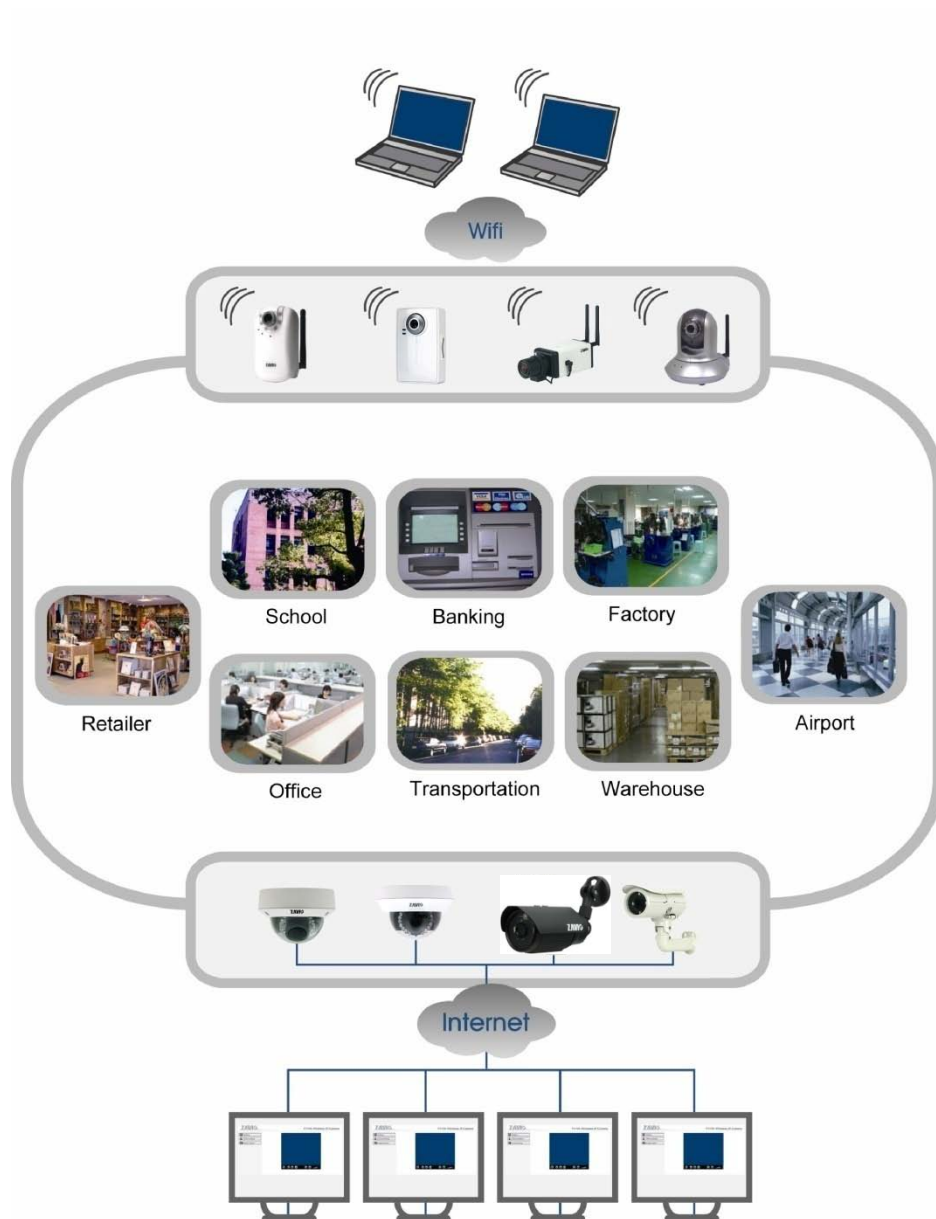 Wifi
School
Banking
Factory
Retailer
Airport
Office
Transportation
Warehouse
Internet